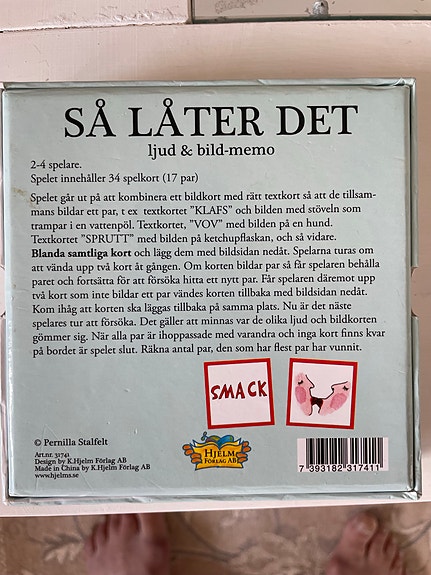 SÅ LÅTER DET
ljud & bild-memo
2-4 spelare.
Spelet innehåller 34 spelkort (17 par)
Spelet går ut på att kombinera ett bildkort med rätt textkort så att de tillsam-
mans bildar ett par, t ex textkortet "KLAFS" och bilden med stöveln som
trampar i en vattenpöl. Textkortet, "VOV" med bilden på en hund.
Textkortet "SPRUTT" med bilden på ketchupflaskan, och så vidare.
Blanda samtliga kort och lägg dem med bildsidan nedåt. Spelarna turas om
att vända upp två kort åt gången. Om korten bildar par så får spelaren behålla
paret och fortsätta för att försöka hitta ett nytt par. Får spelaren däremot upp
två kort som inte bildar ett par vändes korten tillbaka med bildsidan nedåt.
Kom ihåg att korten ska läggas tillbaka på samma plats. Nu är det näste
spelares tur att försöka. Det gäller att minnas var de olika ljud och bildkorten
gömmer sig. När alla par är ihoppassade med varandra och inga kort finns kvar
på bordet är spelet slut. Räkna antal par, den som har flest par har vunnit.
SMACK
© Pernilla Stalfelt
Art.nr. 31741
Design by K.Hjelm Förlag AB
Made in China by K.Hjelm Förlag AB
www.hjelms.se
HJELM
FÖRLAG AB
7 393182 317411